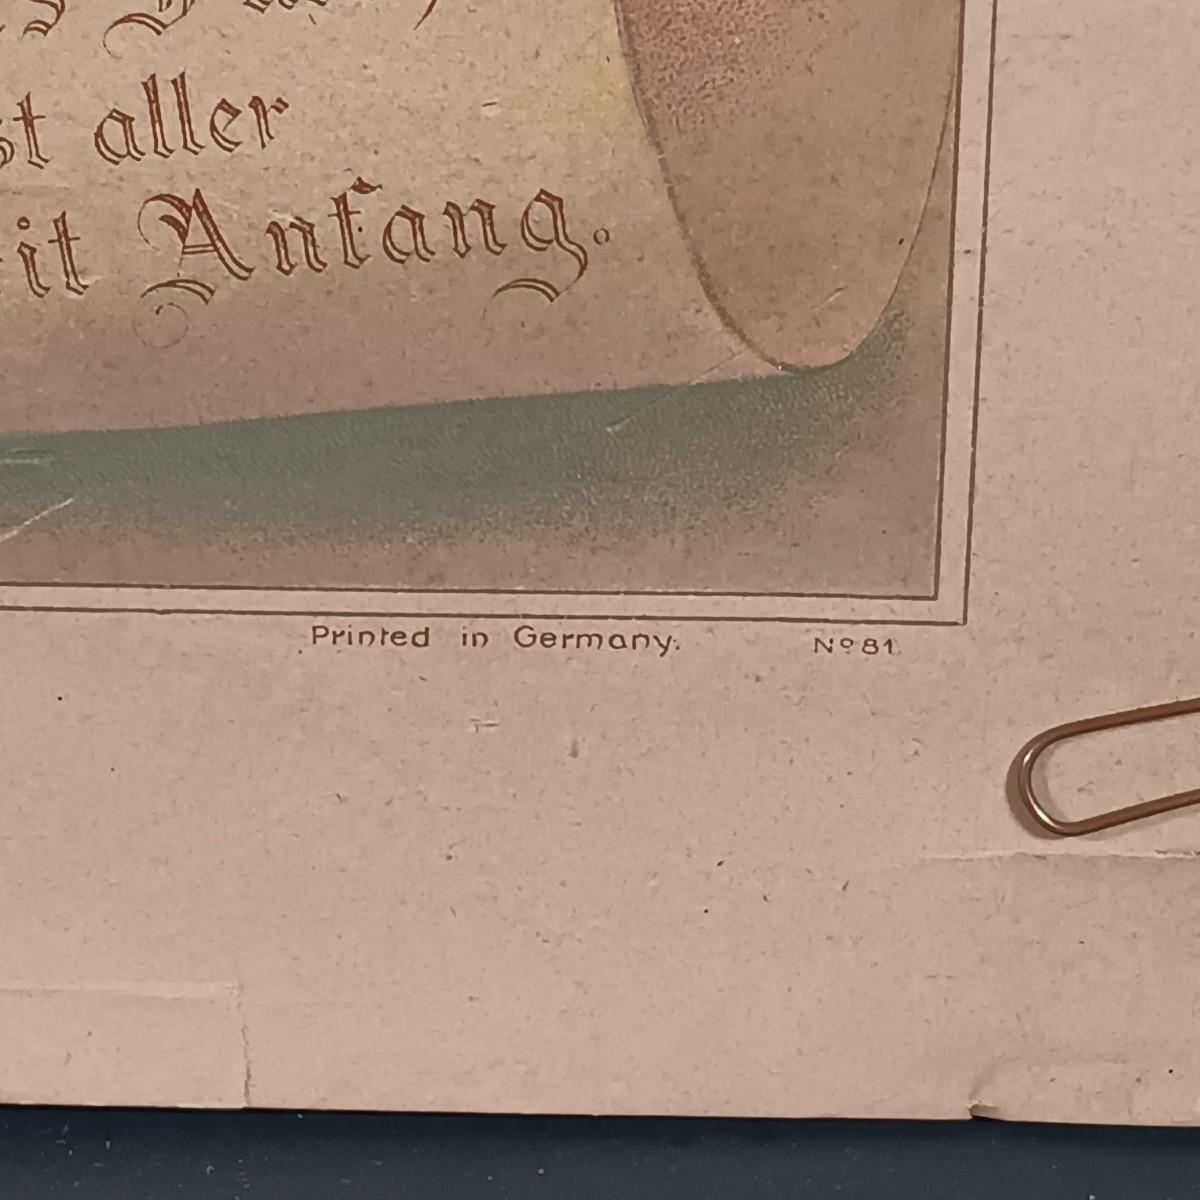 st aller
it Anfang.
Printed in Germany. Nº 81.